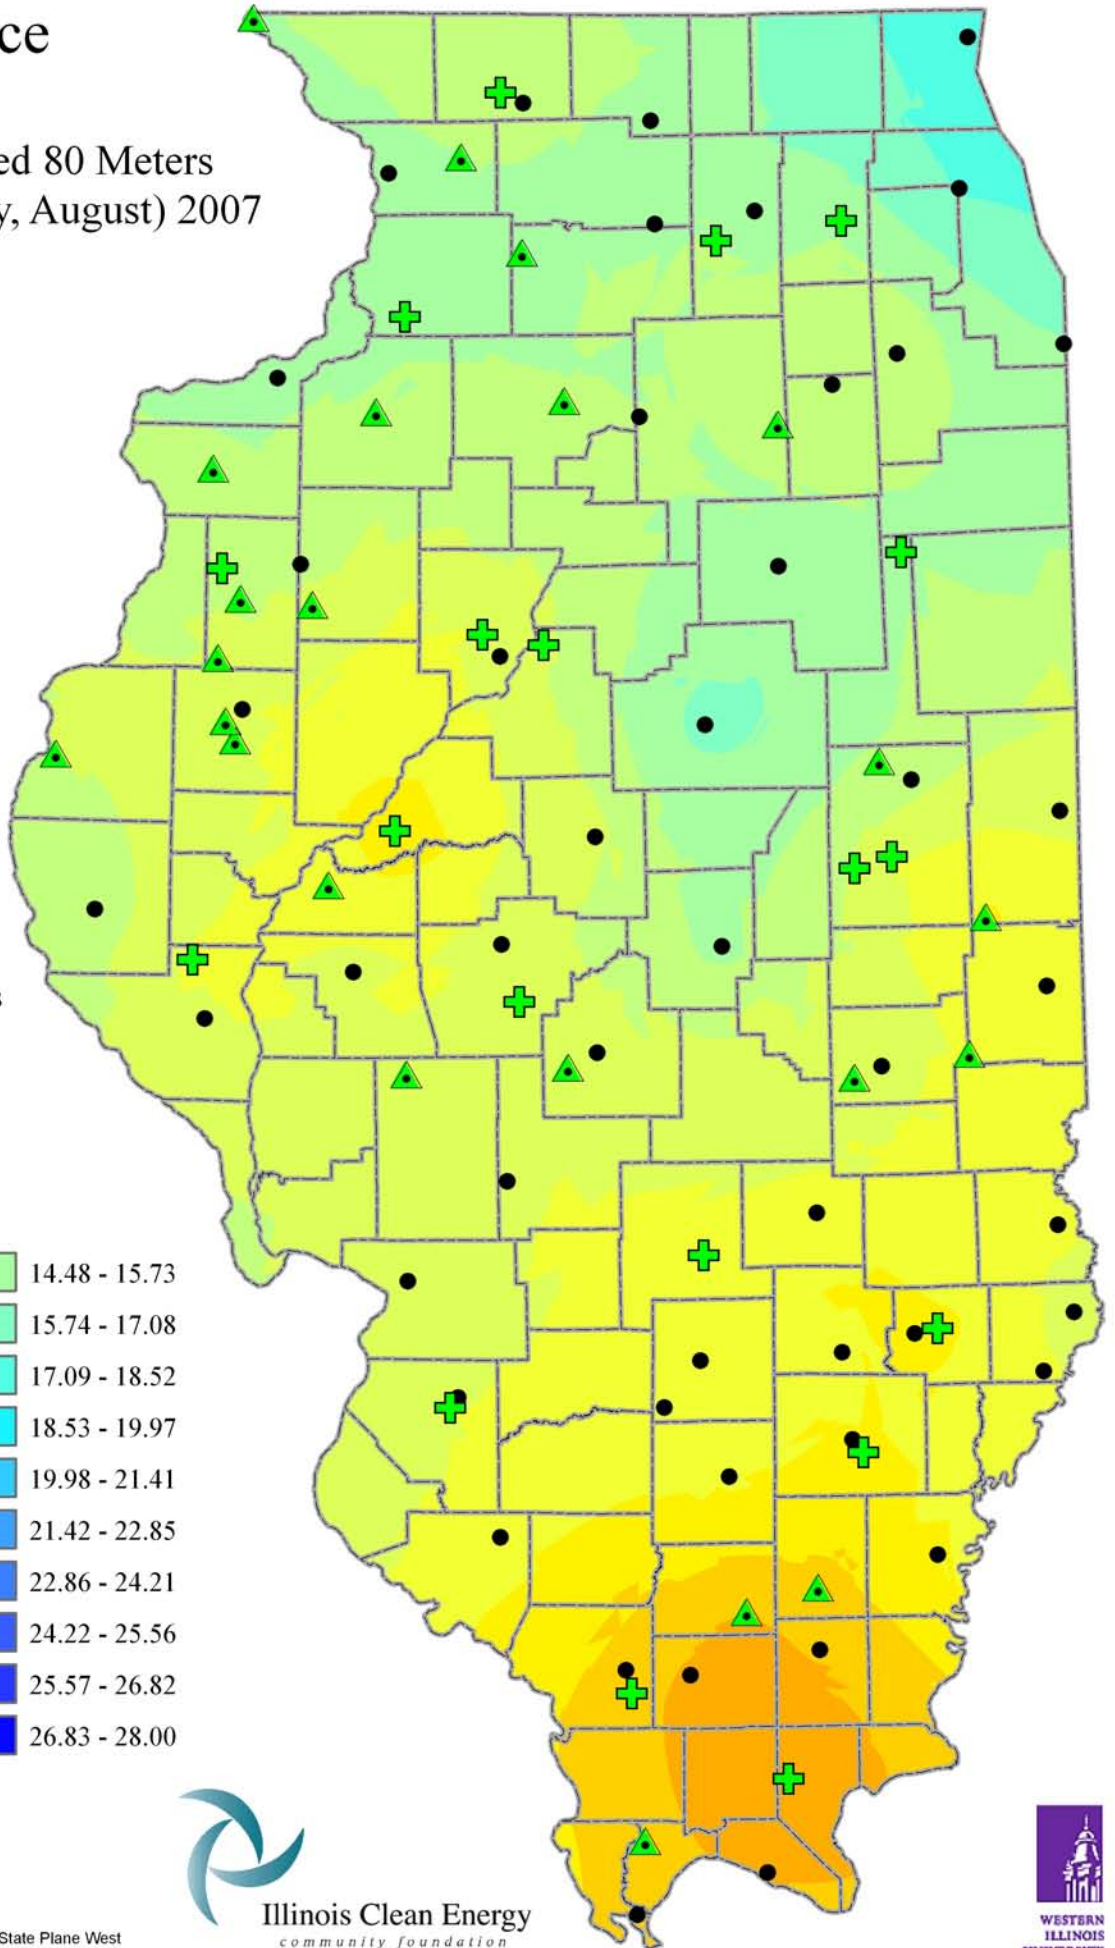 ce
ed 80 Meters
y, August) 2007
s
14.48 - 15.73
15.74 - 17.08
17.09 - 18.52
18.53 - 19.97
19.98 - 21.41
21.42 - 22.85
22.86 - 24.21
24.22 - 25.56
25.57 - 26.82
26.83 - 28.00
Illinois Clean Energy
community foundation
State Plane West
WESTERN
ILLINOIS